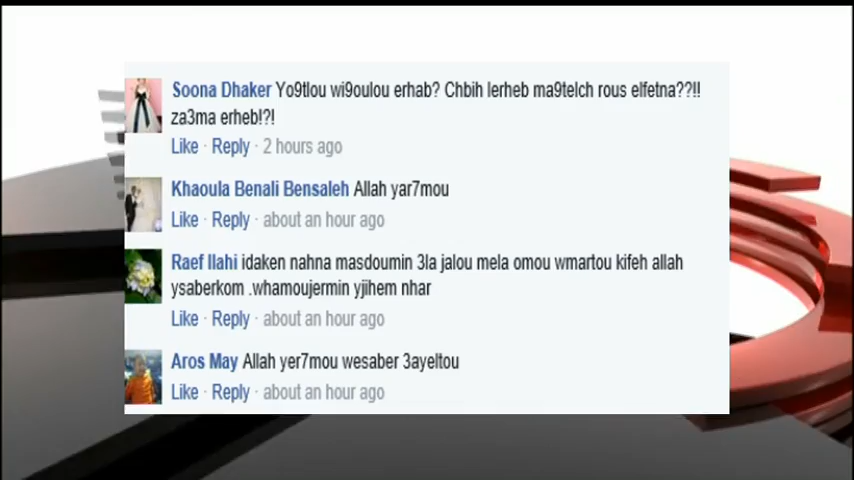 Soona Dhaker Yo9tlou wi9oulou erhab? Chbih lerheb ma9telch rous elfetna??!!
za3ma erheb!?!
Like · Reply · 2 hours ago
Khaoula Benali Bensaleh Allah yar7mou
Like · Reply · about an hour ago
Raef Ilahi idaken nahna masdoumin 3la jalou mela omou wmartou kifeh allah
ysaberkom .whamoujermin yjihem nhar
Like · Reply · about an hour ago
Aros May Allah yer7mou wesaber 3ayeltou
Like · Reply · about an hour ago